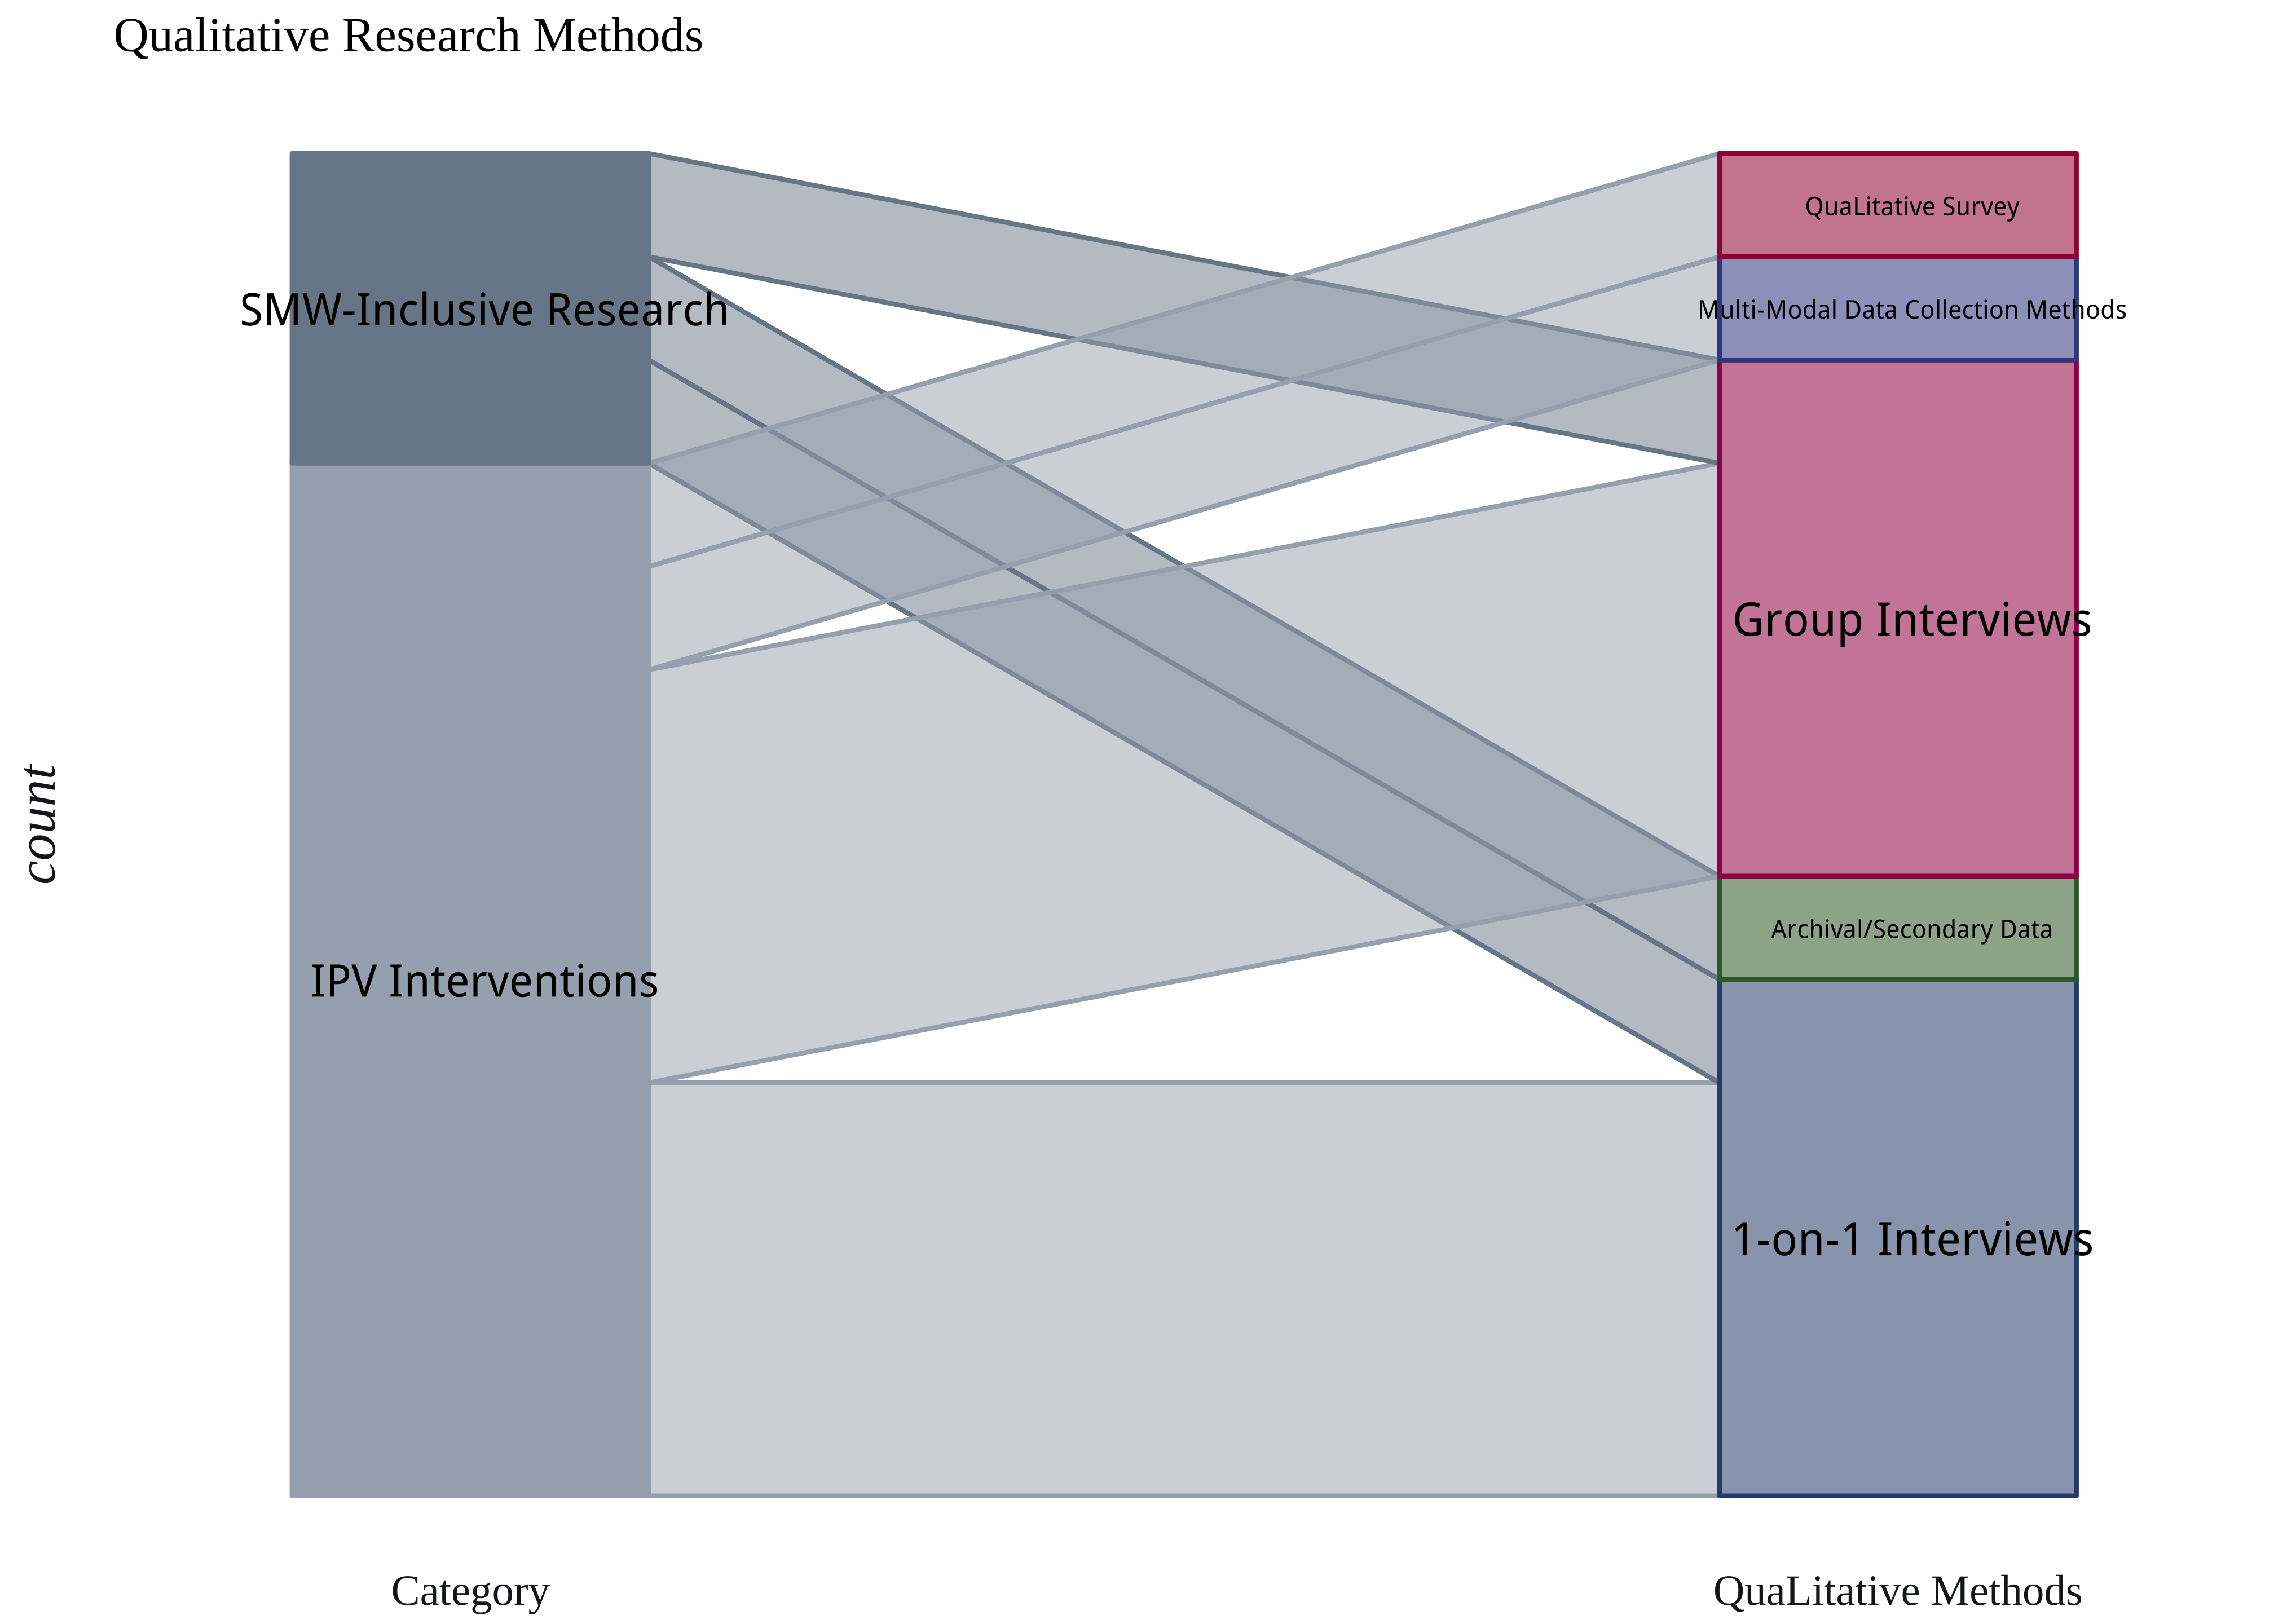 Qualitative Research Methods
QuaLitative Survey
SMW-Inclusive Research
Multi-Modal Data Collection Methods
Group Interviews
count
Archival/Secondary Data
IPV Interventions
1-on-1 Interviews
Category
QuaLitative Methods